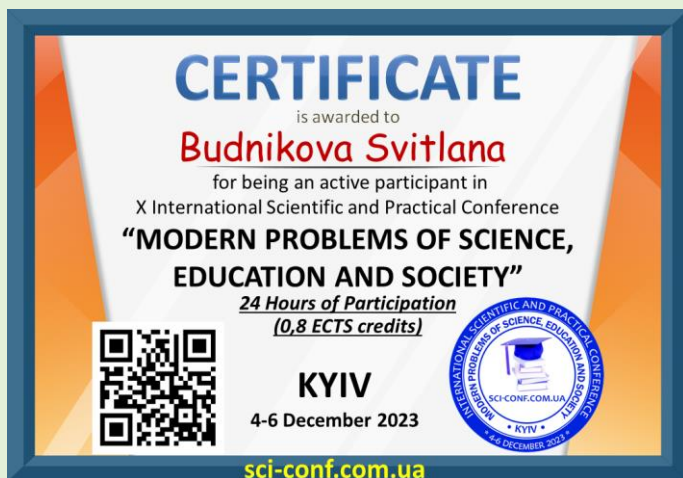 CERTIFICATE
is awarded to
Budnikova Svitlana
for being an active participant in
X International Scientific and Practical Conference
“MODERN PROBLEMS OF SCIENCE,
EDUCATION AND SOCIETY”
24 Hours of Participation
(0,8 ECTS credits)
KYIV
4-6 December 2023
INTERNATIONAL SCIENTIFIC AND PRACTICAL CONFERENCE
MODERN PROBLEMS OF SCIENCE, EDUCATION AND SOCIETY
SCI-CONF.COM.UA
• KYIV •
* 4-6 DECEMBER 2023 *
sci-conf.com.ua